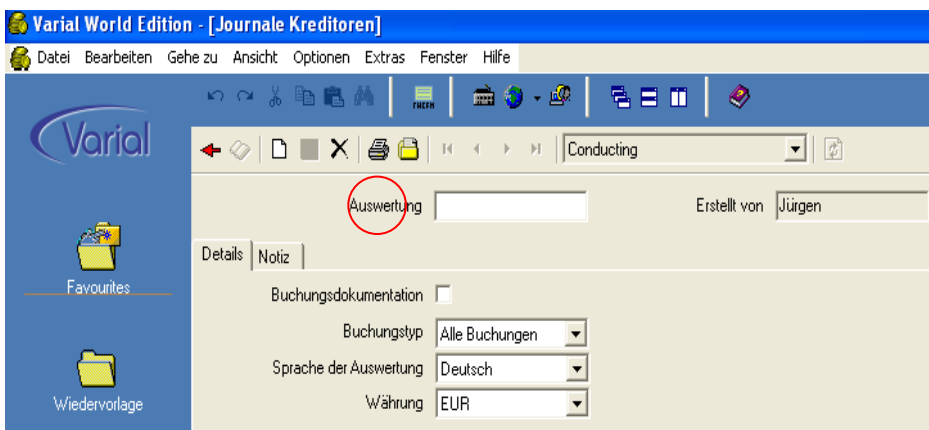 Varial World Edition - [Journale Kreditoren]
Datei Bearbeiten Gehe zu Ansicht Optionen Extras Fenster Hilfe
Varial
Conducting
Auswertung Erstellt von Jürgen
Details Notiz
Favourites
Buchungsdokumentation
Buchungstyp Alle Buchungen
Sprache der Auswertung Deutsch
Wiedervorlage
Währung EUR